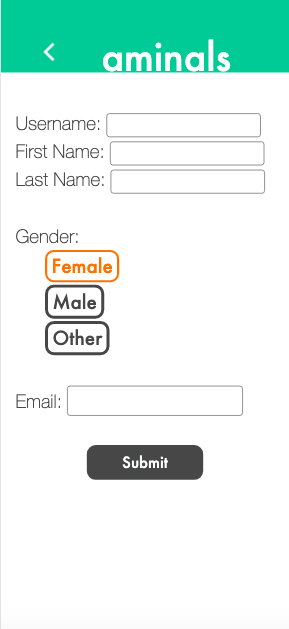 aminals
Username:
First Name:
Last Name:
Gender:
Female
Male
Other
Email:
Submit